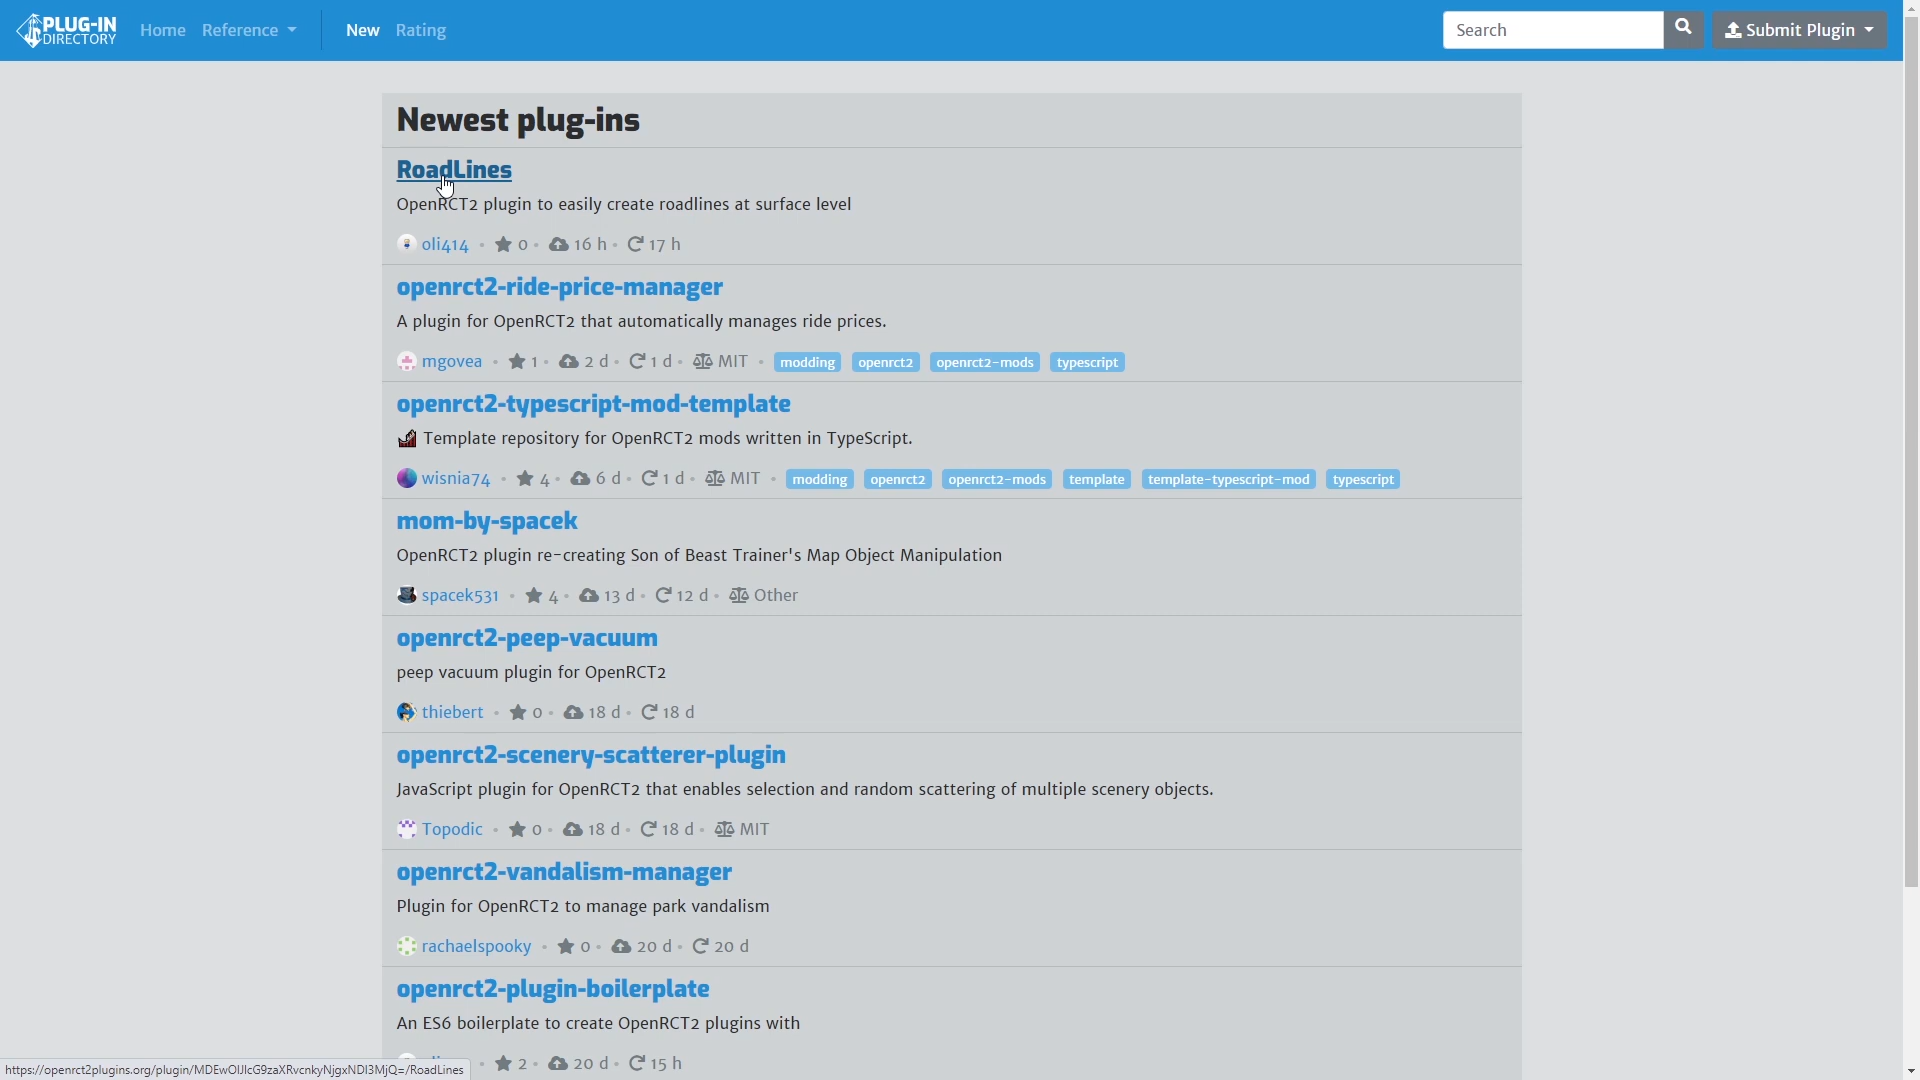 PLUG-IN
DIRECTORY
Home Reference New Rating
Search
Submit Plugin
Newest plug-ins
RoadLines
OpenRCT2 plugin to easily create roadlines at surface level
oli414 • 0 • 16 h • 17 h
openrct2-ride-price-manager
A plugin for OpenRCT2 that automatically manages ride prices.
mgovea • 1 • 2 d • 1 d • MIT • modding openrct2 openrct2-mods typescript
openrct2-typescript-mod-template
Template repository for OpenRCT2 mods written in TypeScript.
wisnia74 • 4 • 6 d • 1 d • MIT • modding openrct2 openrct2-mods template template-typescript-mod typescript
mom-by-spacek
OpenRCT2 plugin re-creating Son of Beast Trainer's Map Object Manipulation
spacek531 • 4 • 13 d • 12 d • Other
openrct2-peep-vacuum
peep vacuum plugin for OpenRCT2
thiebert • 0 • 18 d • 18 d
openrct2-scenery-scatterer-plugin
JavaScript plugin for OpenRCT2 that enables selection and random scattering of multiple scenery objects.
Topodic • 0 • 18 d • 18 d • MIT
openrct2-vandalism-manager
Plugin for OpenRCT2 to manage park vandalism
rachaelspooky • 0 • 20 d • 20 d
openrct2-plugin-boilerplate
An ES6 boilerplate to create OpenRCT2 plugins with
• 2 • 20 d • 15 h
https://openrct2plugins.org/plugin/MDEwOlJlcG9zaXRvcnkyNjgxNDI3MjQ=/RoadLines